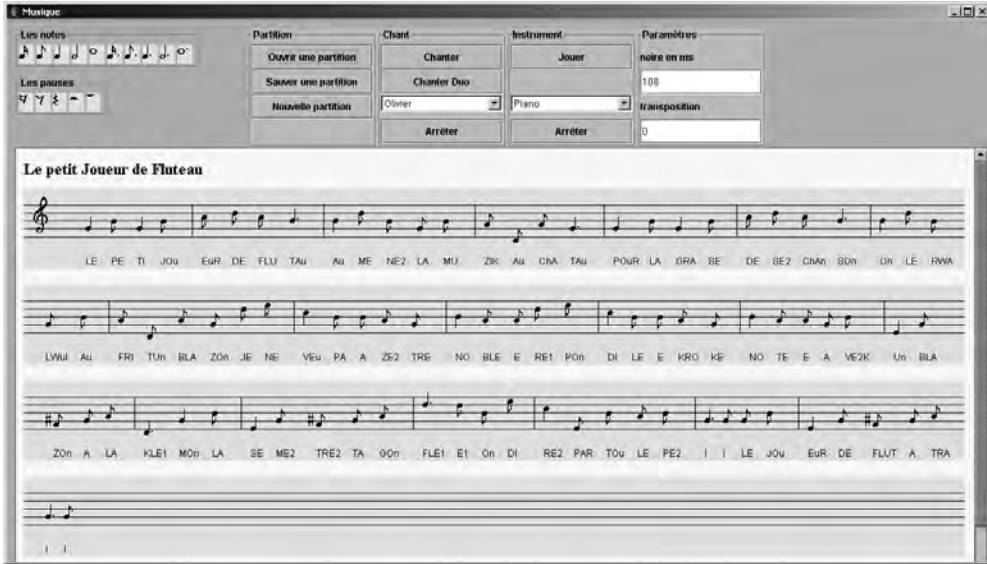 Musique
Les notes Partition Chant Instrument Paramètres
Ouvrir une partition Chanter Jouer noire en ms
Les pauses Sauver une partition Chanter Duo 108
Nouvelle partition Olivier Piano transposition
Arrêter Arrêter 0
Le petit Joueur de Fluteau
LE PE TI JOu EuR DE FLU TAu Au ME NE2 LA MU ZIK Au ChA TAu POuR LA GRA SE DE SE2 ChAn SOn On LE RWA
LWuI Au FRI TUn BLA ZOn JE NE VEu PA A ZE2 TRE NO BLE E RE1 POn DI LE E KRO KE NO TE E A VE2K Un BLA
ZOn A LA KLE1 MOn LA SE ME2 TRE2 TA GOn FLE1 E1 On DI RE2 PAR TOu LE PE2 I I LE JOu EuR DE FLUT A TRA
I I